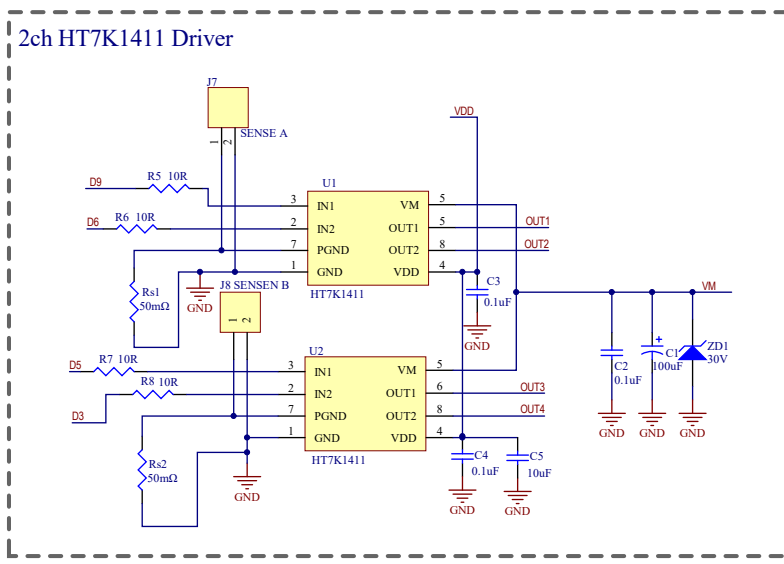 2ch HT7K1411 Driver
J7
1
2
SENSE A
VDD
D9
R5 10R
D6
R6 10R
U1
3 IN1
2 IN2
7 PGND
1 GND
VM 5
OUT1 5
OUT2 8
VDD 4
HT7K1411
OUT1
OUT2
Rs1
50mΩ
GND
J8 SENSEN B
1
2
C3
0.1uF
GND
VM
D5
R7 10R
R8 10R
D3
U2
3 IN1
2 IN2
7 PGND
1 GND
VM 5
OUT1 6
OUT2 8
VDD 4
HT7K1411
OUT3
OUT4
C2
0.1uF
GND
+
C1
100uF
GND
ZD1
30V
GND
Rs2
50mΩ
GND
C4
0.1uF
GND
C5
10uF
GND